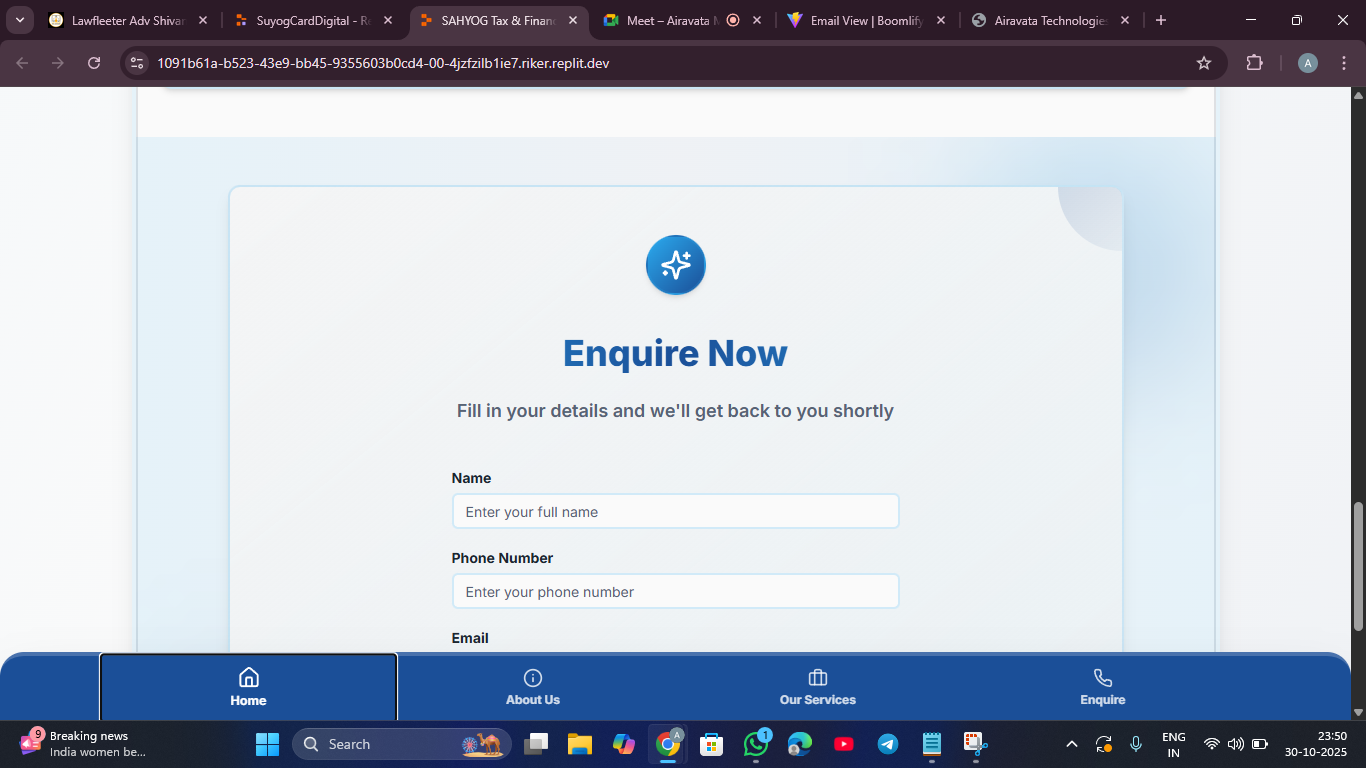 Lawfleeter Adv Shivar
SuyogCardDigital - Re
SAHYOG Tax & Financ
Meet – Airavata M
Email View | Boomlify
Airavata Technologies
1091b61a-b523-43e9-bb45-9355603b0cd4-00-4jzfzilb1ie7.riker.replit.dev
A
Enquire Now
Fill in your details and we'll get back to you shortly
Name
Enter your full name
Phone Number
Enter your phone number
Email
Home
About Us
Our Services
Enquire
9
Breaking news
India women be...
Search
A
1
ENG
IN
23:50
30-10-2025